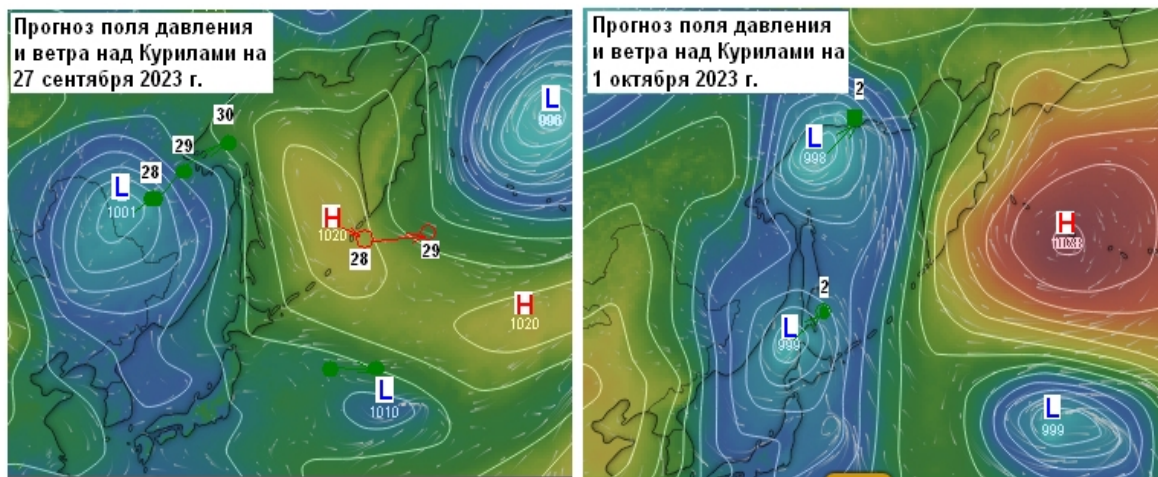 Прогноз поля давления
и ветра над Курилами на
27 сентября 2023 г.
L
996
30
29
28
L
1001
H
1020
28
29
H
1020
L
1010
Прогноз поля давления
и ветра над Курилами на
1 октября 2023 г.
2
L
998
H
2
L
999
L
999